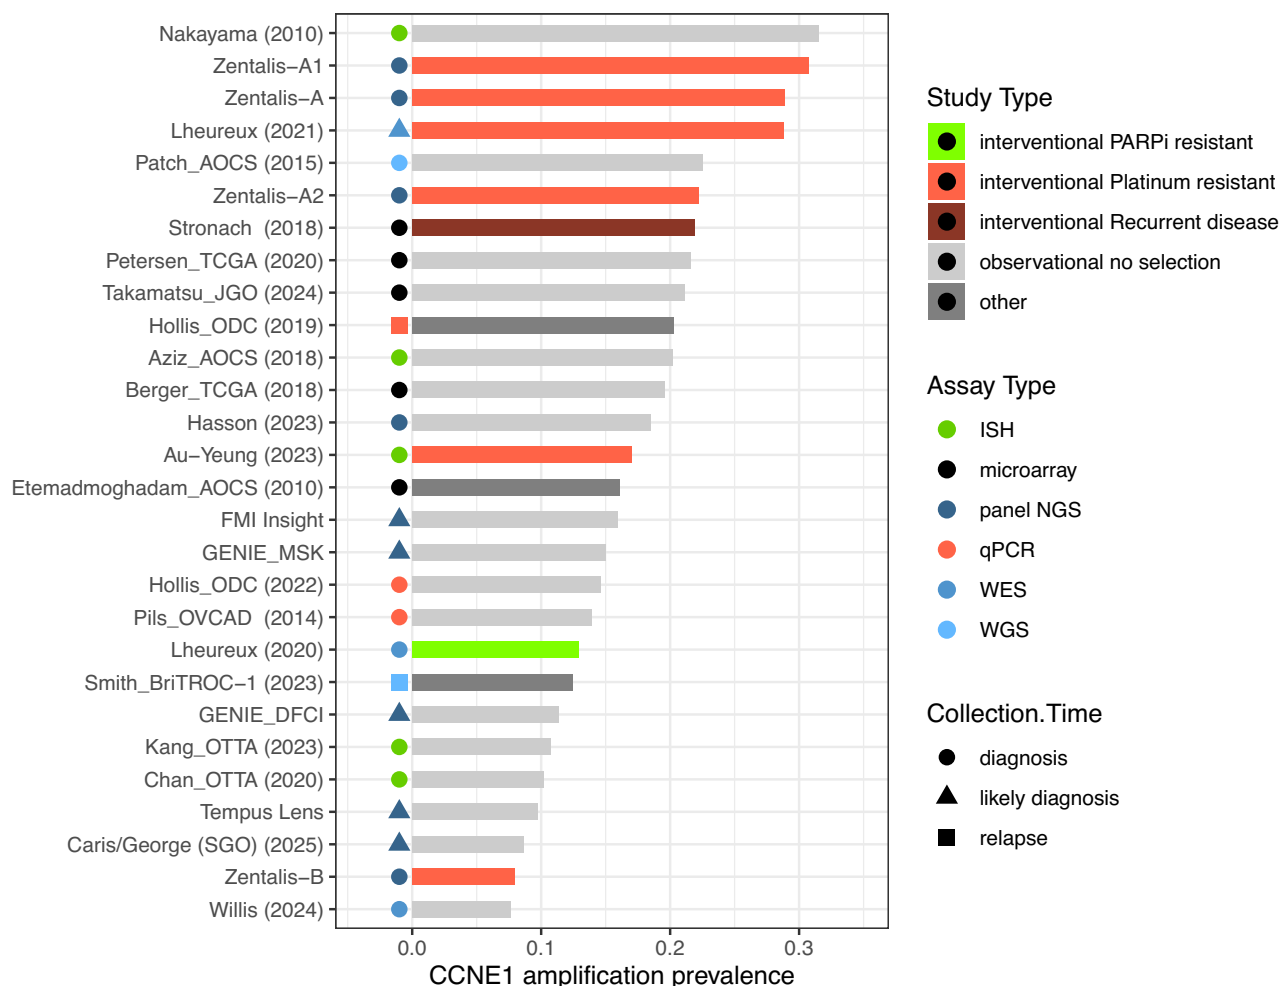 Nakayama (2010)
Zentalis−A1
Zentalis−A
Lheureux (2021)
Patch_AOCS (2015)
Zentalis−A2
Stronach  (2018)
Petersen_TCGA (2020)
Takamatsu_JGO (2024)
Hollis_ODC (2019)
Aziz_AOCS (2018)
Berger_TCGA (2018)
Hasson (2023)
Au−Yeung (2023)
Etemadmoghadam_AOCS (2010)
FMI Insight
GENIE_MSK
Hollis_ODC (2022)
Pils_OVCAD  (2014)
Lheureux (2020)
Smith_BriTROC−1 (2023)
GENIE_DFCI
Kang_OTTA (2023)
Chan_OTTA (2020)
Tempus Lens
Caris/George (SGO) (2025)
Zentalis−B
Willis (2024)
0.0 0.1 0.2 0.3
CCNE1 amplification prevalence
Study Type
interventional PARPi resistant
interventional Platinum resistant
interventional Recurrent disease
observational no selection
other
Assay Type
ISH
microarray
panel NGS
qPCR
WES
WGS
Collection.Time
diagnosis
likely diagnosis
relapse